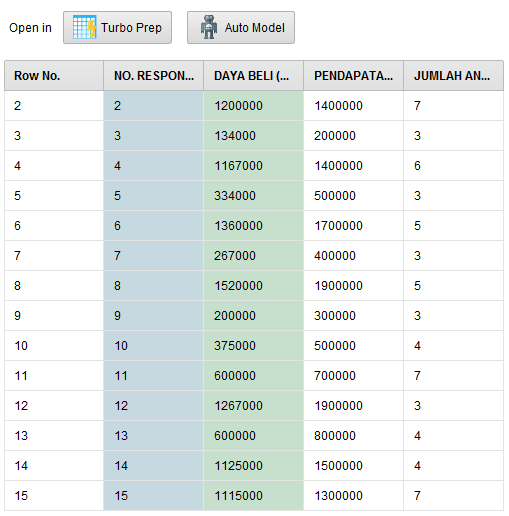 Open in Turbo Prep Auto Model
Row No. NO. RESPON... DAYA BELI (... PENDAPATA... JUMLAH AN...
2 2 1200000 1400000 7
3 3 134000 200000 3
4 4 1167000 1400000 6
5 5 334000 500000 3
6 6 1360000 1700000 5
7 7 267000 400000 3
8 8 1520000 1900000 5
9 9 200000 300000 3
10 10 375000 500000 4
11 11 600000 700000 7
12 12 1267000 1900000 3
13 13 600000 800000 4
14 14 1125000 1500000 4
15 15 1115000 1300000 7